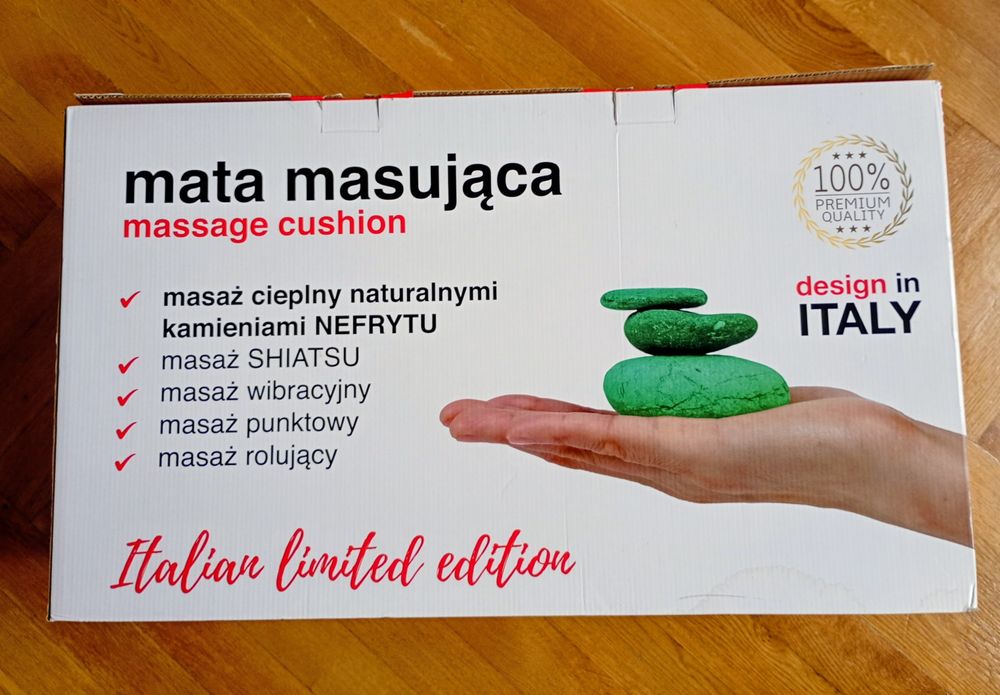 mata masująca
massage cushion
100%
PREMIUM
QUALITY
design in
ITALY
masaż cieplny naturalnymi
kamieniami NEFRYTU
masaż SHIATSU
masaż wibracyjny
masaż punktowy
masaż rolujący
Italian limited edition